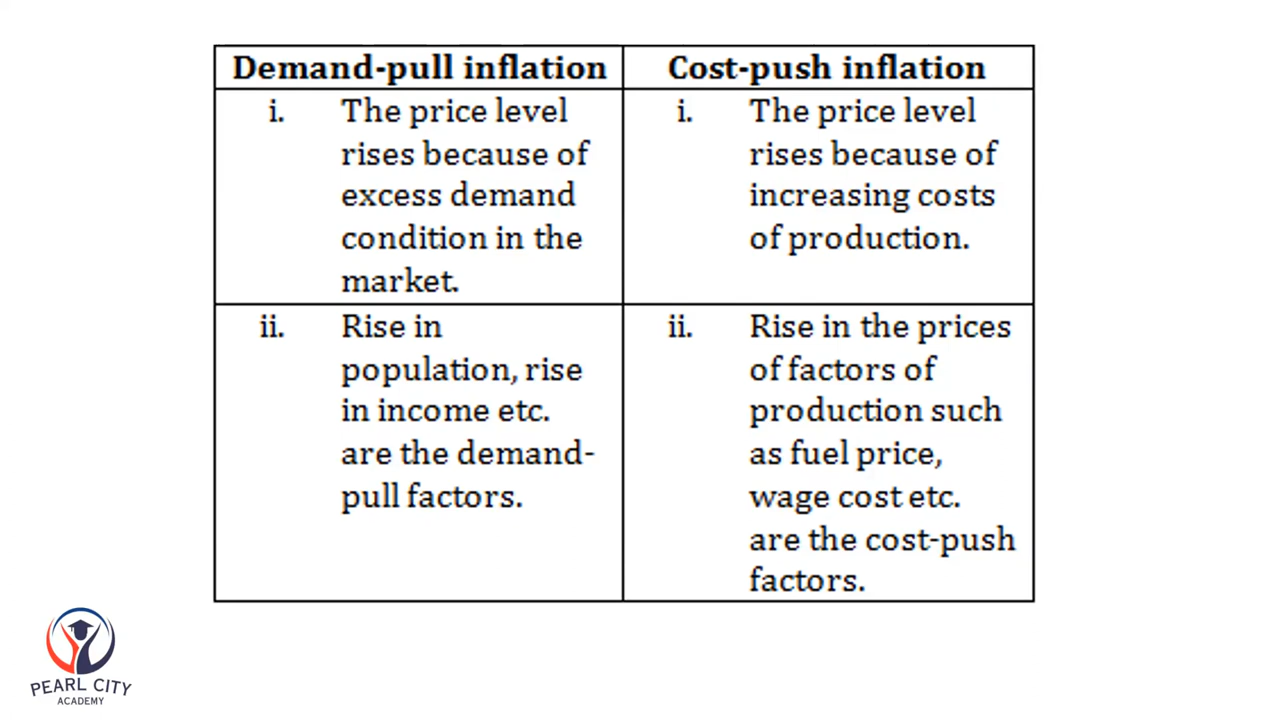 Demand-pull inflation
Cost-push inflation
i. The price level
rises because of
excess demand
condition in the
market.
i. The price level
rises because of
increasing costs
of production.
ii. Rise in
population, rise
in income etc.
are the demand-
pull factors.
ii. Rise in the prices
of factors of
production such
as fuel price,
wage cost etc.
are the cost-push
factors.
PEARL CITY
ACADEMY